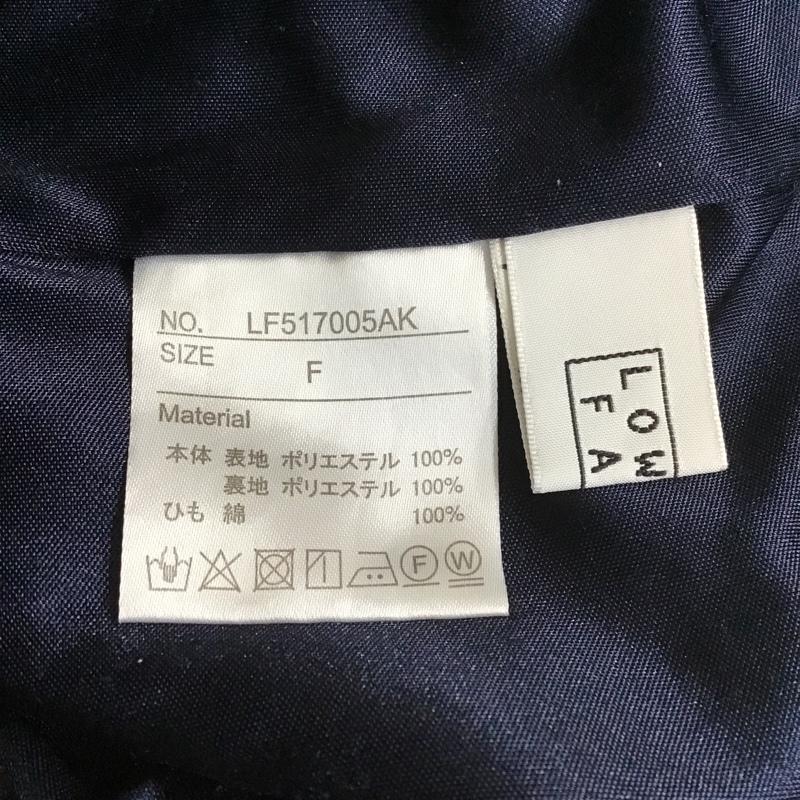 NO. LF517005AK
SIZE F
Material
本体 表地 ポリエステル 100%
裏地 ポリエステル 100%
ひも 綿 100%
F W
LOW
FA